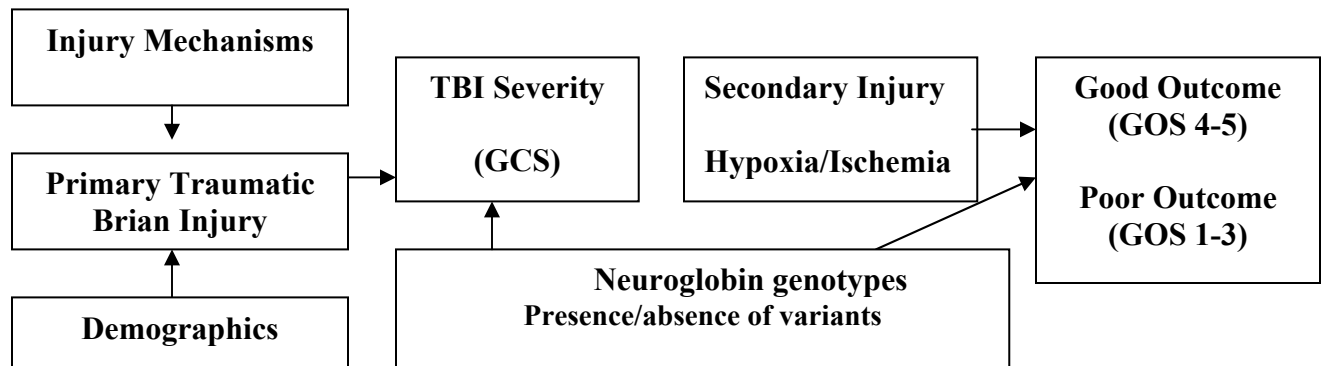 Injury Mechanisms
Primary Traumatic
Brian Injury
Demographics
TBI Severity
(GCS)
Secondary Injury
Hypoxia/Ischemia
Neuroglobin genotypes
Presence/absence of variants
Good Outcome
(GOS 4-5)
Poor Outcome
(GOS 1-3)